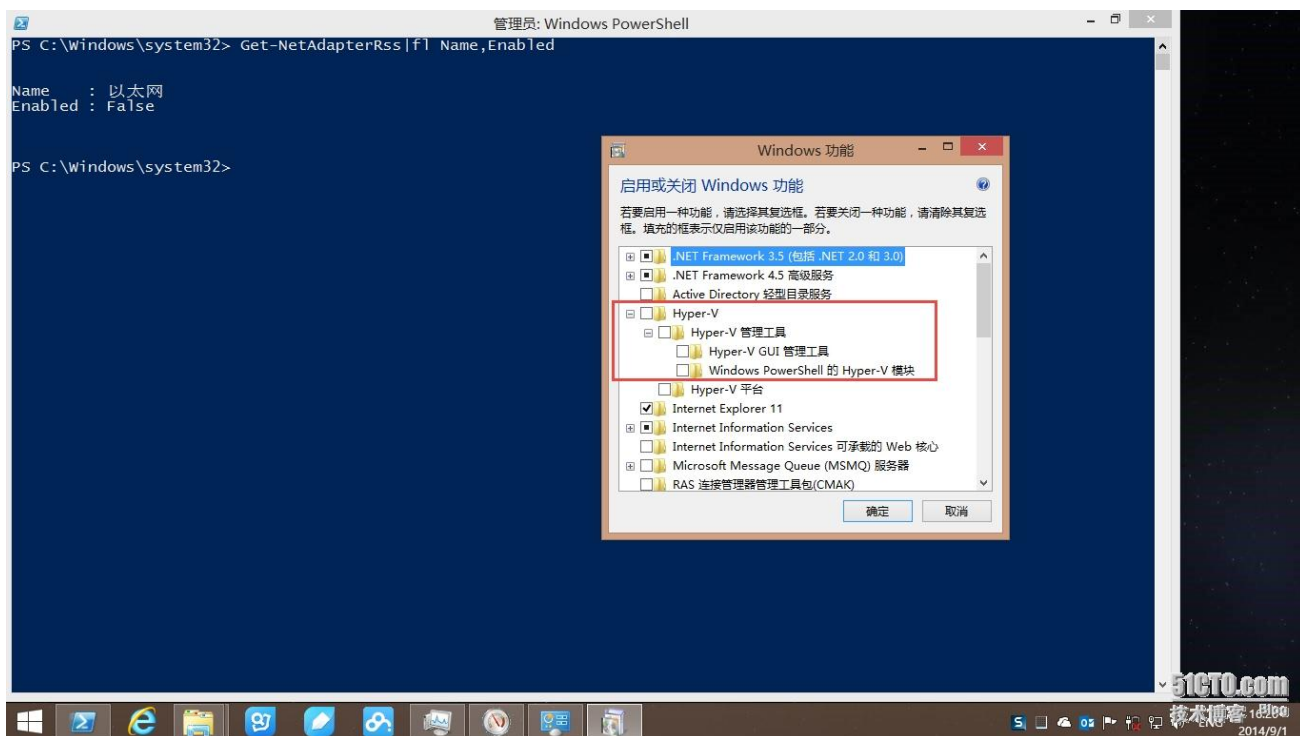 管理员: Windows PowerShell
PS C:\Windows\system32> Get-NetAdapterRss|fl Name,Enabled
Name    : 以太网
Enabled : False
PS C:\Windows\system32>
Windows 功能
启用或关闭 Windows 功能
若要启用一种功能，请选择其复选框。若要关闭一种功能，请清除其复选
框。填充的框表示仅启用该功能的一部分。
.NET Framework 3.5 (包括 .NET 2.0 和 3.0)
.NET Framework 4.5 高级服务
Active Directory 轻型目录服务
Hyper-V
Hyper-V 管理工具
Hyper-V GUI 管理工具
Windows PowerShell 的 Hyper-V 模块
Hyper-V 平台
Internet Explorer 11
Internet Information Services
Internet Information Services 可承载的 Web 核心
Microsoft Message Queue (MSMQ) 服务器
RAS 连接管理器管理工具包(CMAK)
确定 取消
51CTO.com
技术博客 Blog
2014/9/1